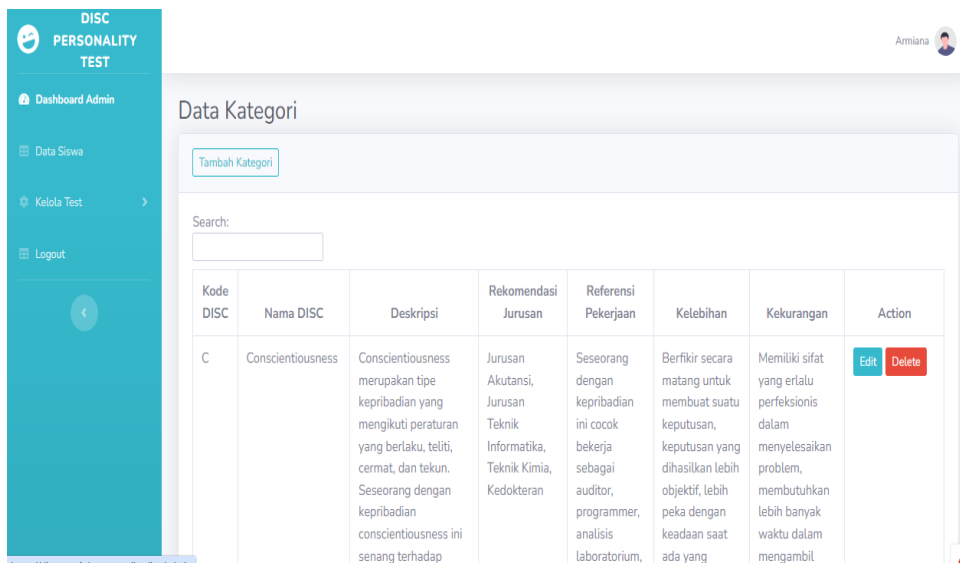 DISC
PERSONALITY
TEST
Armiana
Dashboard Admin
Data Siswa
Kelola Test
Logout
Data Kategori
Tambah Kategori
Search:
Kode
DISC
Nama DISC
Deskripsi
Rekomendasi
Jurusan
Referensi
Pekerjaan
Kelebihan
Kekurangan
Action
C
Conscientiousness
Conscientiousness
merupakan tipe
kepribadian yang
mengikuti peraturan
yang berlaku, teliti,
cermat, dan tekun.
Seseorang dengan
kepribadian
conscientiousness ini
senang terhadap
Jurusan
Akutansi,
Jurusan
Teknik
Informatika,
Teknik Kimia,
Kedokteran
Seseorang
dengan
kepribadian
ini cocok
bekerja
sebagai
auditor,
programmer,
analisis
laboratorium,
Berfikir secara
matang untuk
membuat suatu
keputusan,
keputusan yang
dihasilkan lebih
objektif, lebih
peka dengan
keadaan saat
ada yang
Memiliki sifat
yang erlalu
perfeksionis
dalam
menyelesaikan
problem,
membutuhkan
lebih banyak
waktu dalam
mengambil
Edit
Delete